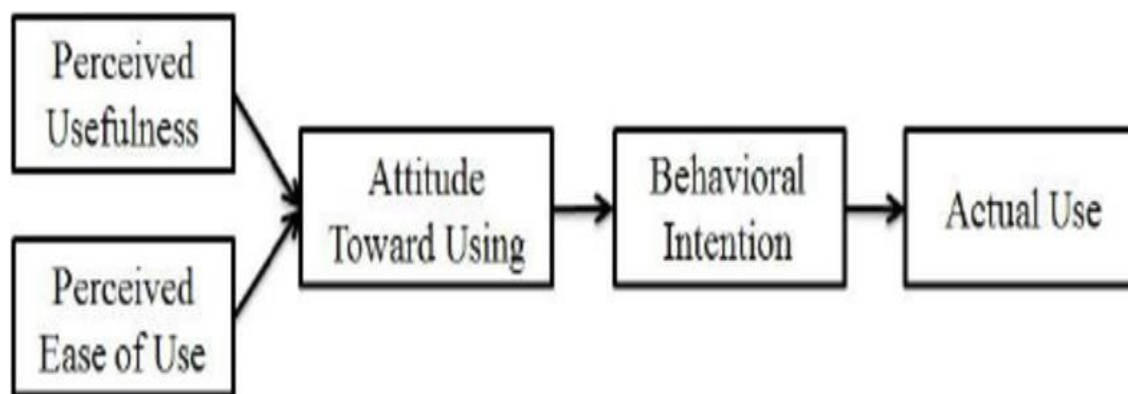 Perceived
Usefulness
Perceived
Ease of Use
Attitude
Toward Using
Behavioral
Intention
Actual Use